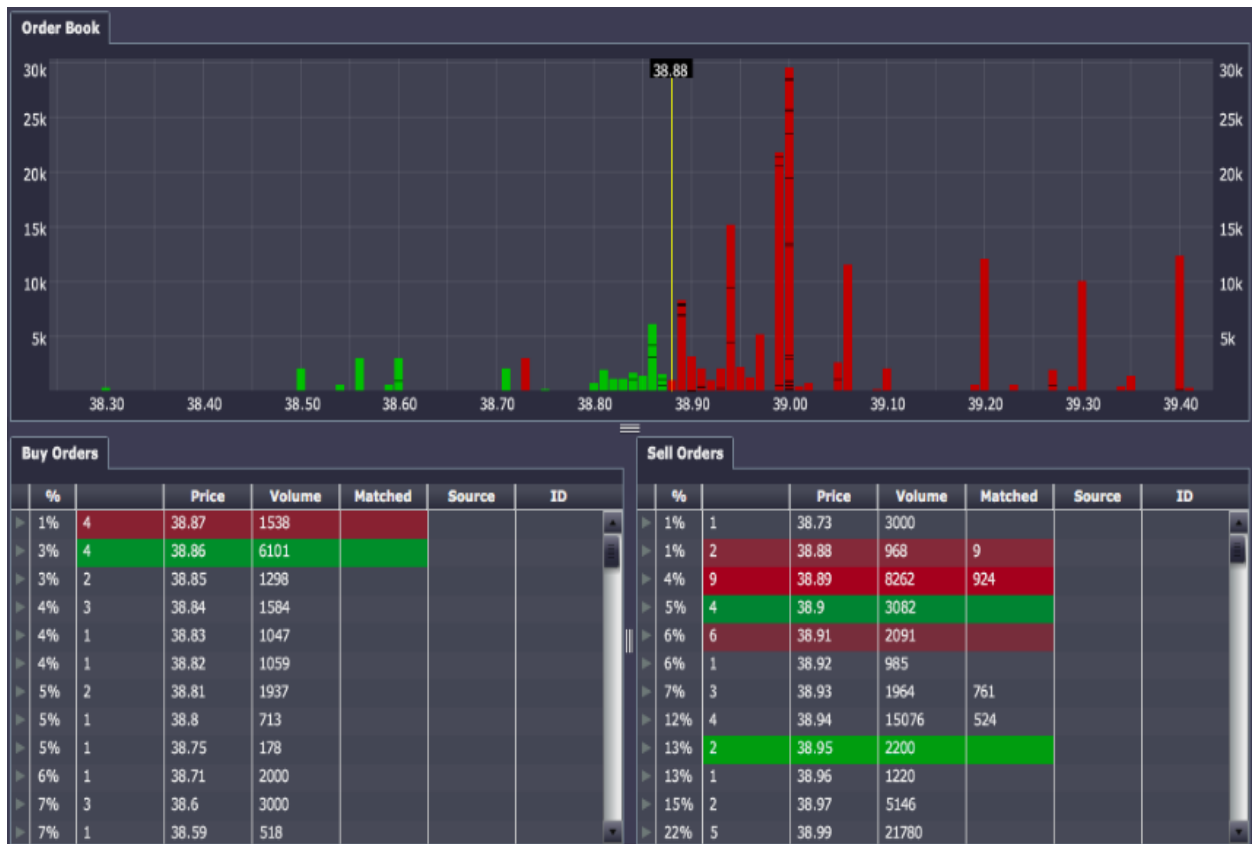 Order Book
38.88
30k 30k
25k 25k
20k 20k
15k 15k
10k 10k
5k 5k
38.30 38.40 38.50 38.60 38.70 38.80 38.90 39.00 39.10 39.20 39.30 39.40
Buy Orders
% Price Volume Matched Source ID
1% 4 38.87 1538
3% 4 38.86 6101
3% 2 38.85 1298
4% 3 38.84 1584
4% 1 38.83 1047
4% 1 38.82 1059
5% 2 38.81 1937
5% 1 38.8 713
5% 1 38.75 178
6% 1 38.71 2000
7% 3 38.6 3000
7% 1 38.59 518
Sell Orders
% Price Volume Matched Source ID
1% 1 38.73 3000
1% 2 38.88 968 9
4% 9 38.89 8262 924
5% 4 38.9 3082
6% 6 38.91 2091
6% 1 38.92 985
7% 3 38.93 1964 761
12% 4 38.94 15076 524
13% 2 38.95 2200
13% 1 38.96 1220
15% 2 38.97 5146
22% 5 38.99 21780